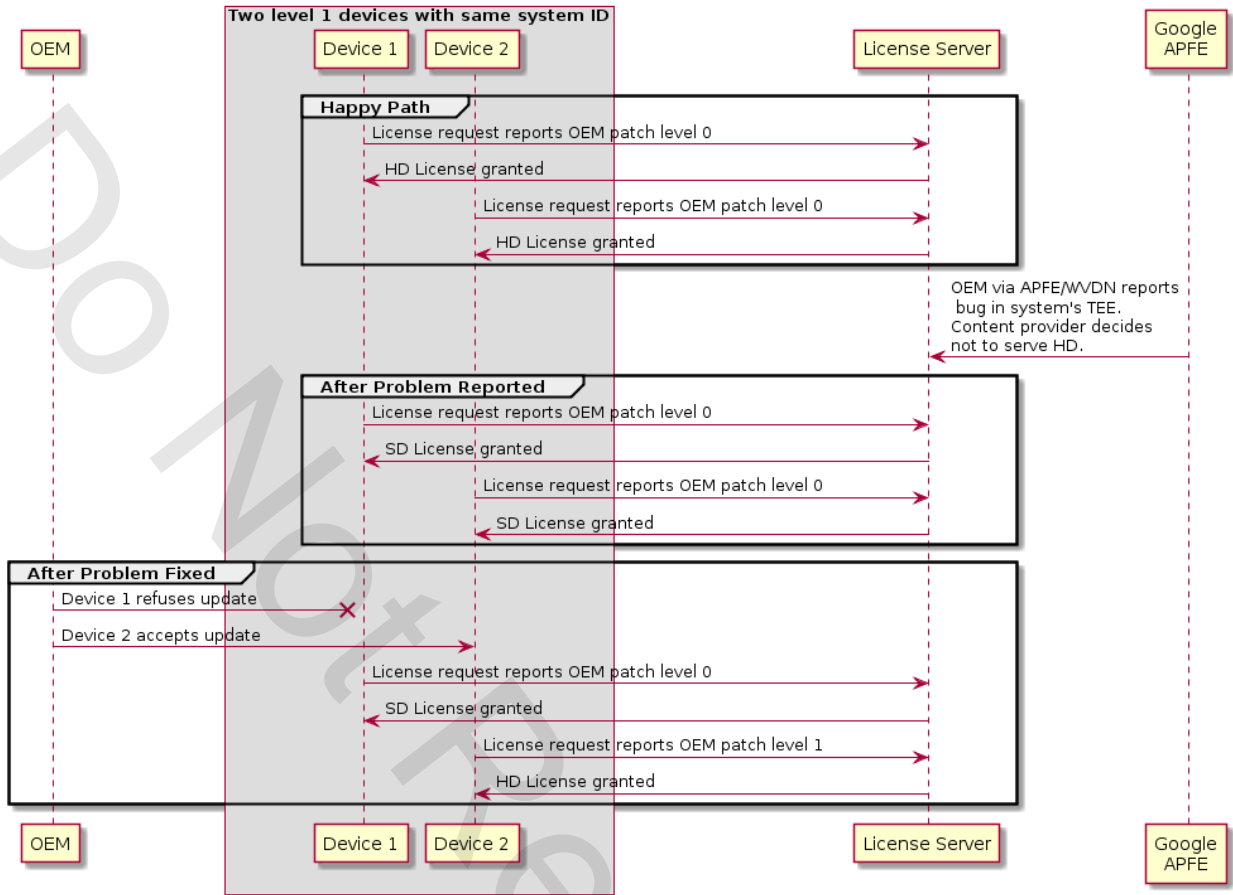 Two level 1 devices with same system ID
OEM
Device 1
Device 2
License Server
Google
APFE
Happy Path
License request reports OEM patch level 0
HD License granted
License request reports OEM patch level 0
HD License granted
OEM via APFE/WVDN reports
bug in system's TEE.
Content provider decides
not to serve HD.
After Problem Reported
License request reports OEM patch level 0
SD License granted
License request reports OEM patch level 0
SD License granted
After Problem Fixed
Device 1 refuses update
Device 2 accepts update
License request reports OEM patch level 0
SD License granted
License request reports OEM patch level 1
HD License granted
OEM
Device 1
Device 2
License Server
Google
APFE
Do Not Re